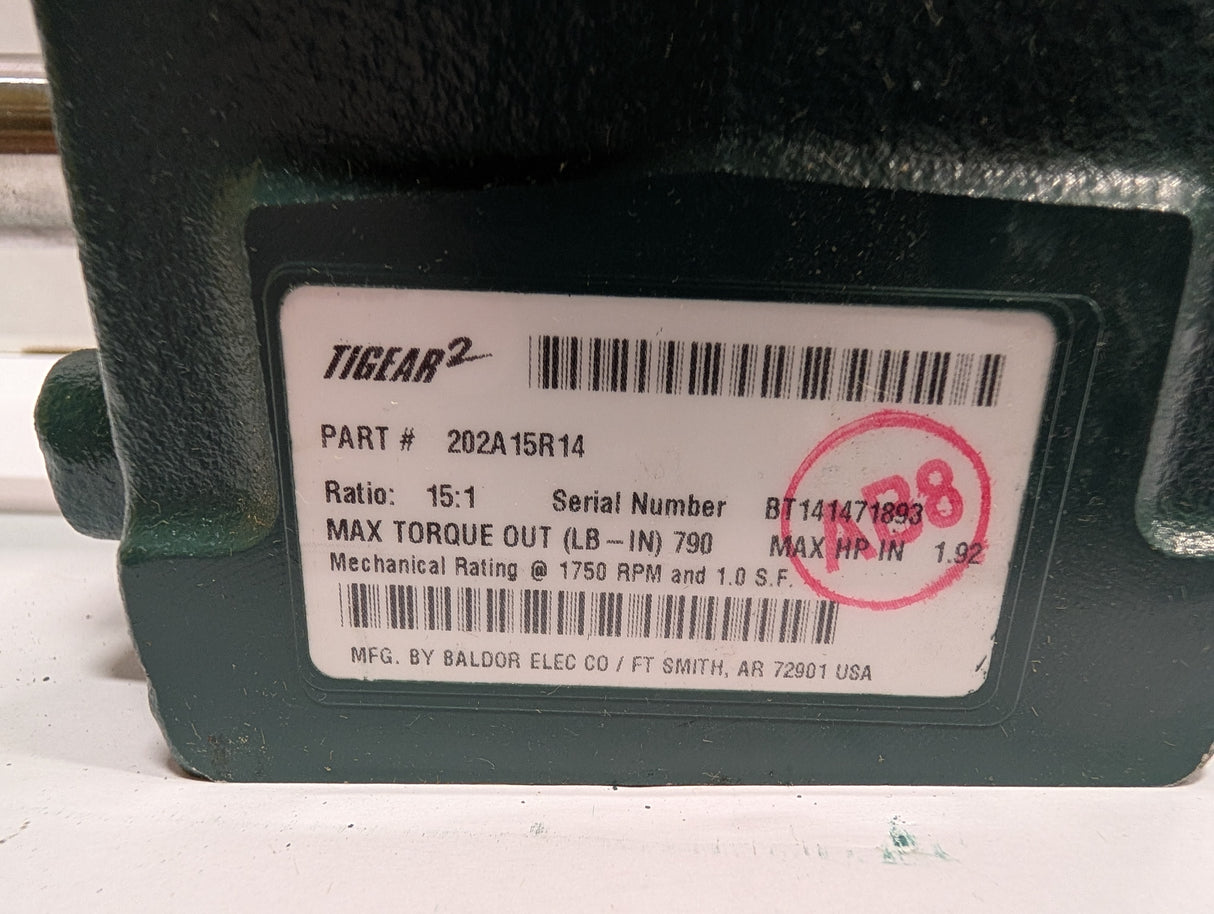 TIGEAR2
PART # 202A15R14
Ratio: 15:1 Serial Number BT141471893
MAX TORQUE OUT (LB-IN) 790 MAX HP IN 1.92
Mechanical Rating @ 1750 RPM and 1.0 S.F.
MFG. BY BALDOR ELEC CO / FT SMITH, AR 72901 USA
AB8